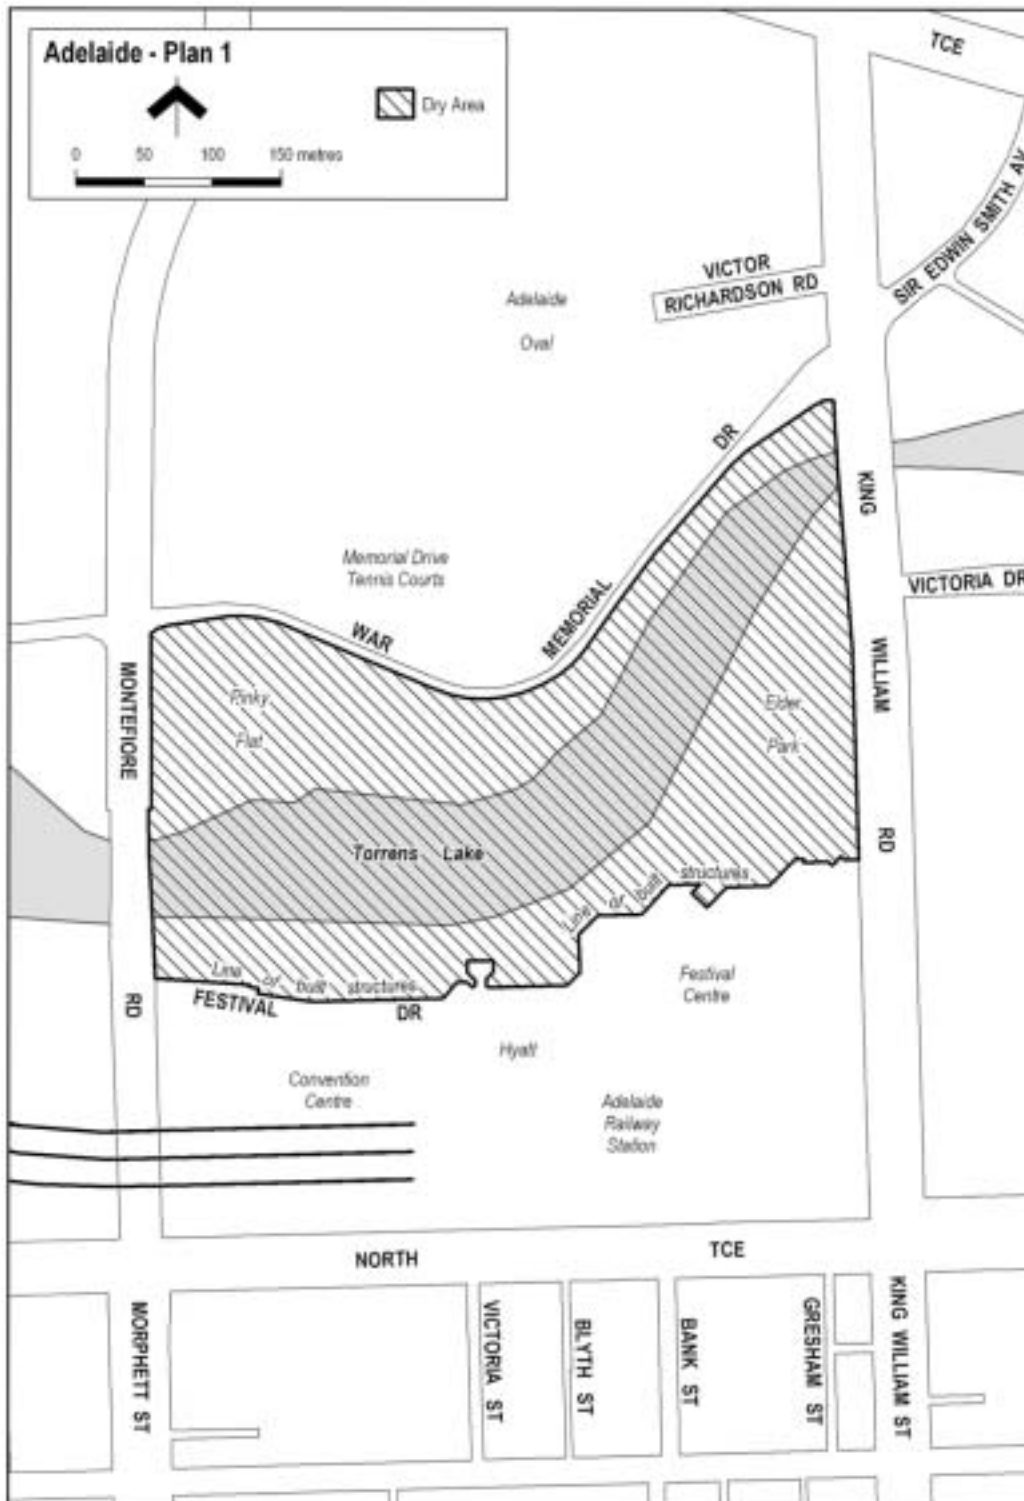 Adelaide - Plan 1
Dry Area
0 50 100 150 metres
TCE
SIR EDWIN SMITH AV
VICTOR
RICHARDSON RD
Adelaide
Oval
DR
KING
Memorial Drive
Tennis Courts
VICTORIA DR
MEMORIAL
WAR
MONTEFIORE
WILLIAM
Pinky
Flat
Elder
Park
RD
Torrens Lake
Line of built structures
Line of built structures
FESTIVAL DR
RD
Festival
Centre
Hyatt
Convention
Centre
Adelaide
Railway
Station
NORTH TCE
MORPHETT ST
VICTORIA ST
BLYTH ST
BANK ST
GRESHAM ST
KING WILLIAM ST